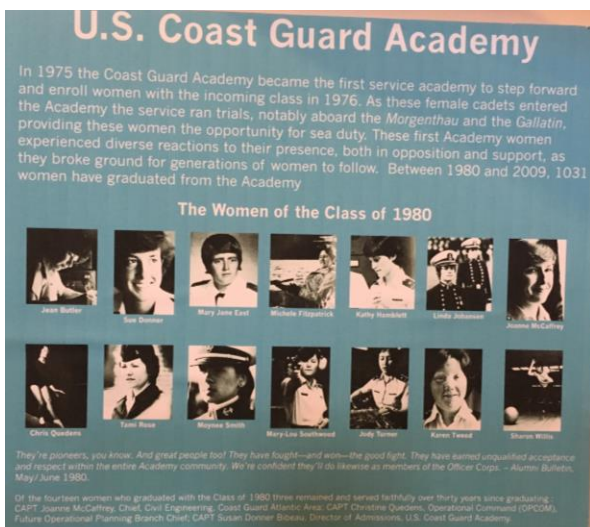 U.S. Coast Guard Academy
In 1975 the Coast Guard Academy became the first service academy to step forward
and enroll women with the incoming class in 1976. As these female cadets entered
the Academy the service ran trials, notably aboard the Morgenthau and the Gallatin,
providing these women the opportunity for sea duty. These first Academy women
experienced diverse reactions to their presence, both in opposition and support, as
they broke ground for generations of women to follow. Between 1980 and 2009, 1031
women have graduated from the Academy
The Women of the Class of 1980
Jean Butler
Sue Donner
Mary Jane East
Michele Fitzpatrick
Kathy Hamblett
Linda Johansen
Joanne McCaffrey
Chris Quedens
Tami Rose
Moynee Smith
Mary-Lou Southwood
Jody Turner
Karen Tweed
Sharon Willis
They're pioneers, you know. And great people too! They have fought—and won—the good fight. They have earned unqualified acceptance
and respect within the entire Academy community. We're confident they'll do likewise as members of the Officer Corps. - Alumni Bulletin,
May/June 1980.
Of the fourteen women who graduated with the Class of 1980 three remained and served faithfully over thirty years since graduating:
CAPT Joanne McCaffrey, Chief, Civil Engineering, Coast Guard Atlantic Area; CAPT Christine Quedens, Operational Command (OPCOM),
Future Operational Planning Branch Chief; CAPT Susan Donner Bibeau, Director of Admissions, U.S. Coast Guard Academy.